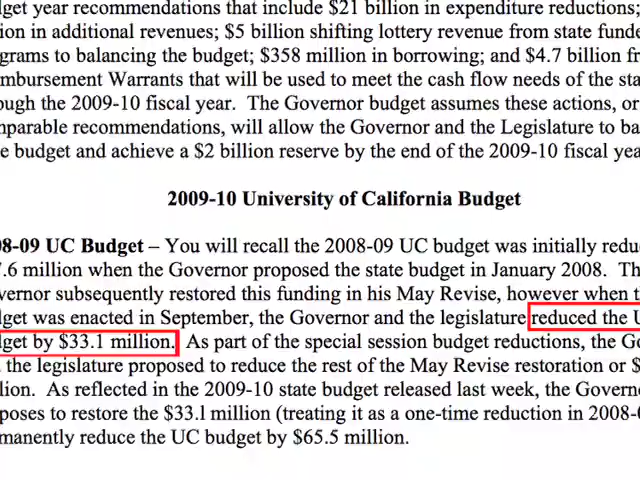 get year recommendations that include $21 billion in expenditure reductions;
ion in additional revenues; $5 billion shifting lottery revenue from state funde
grams to balancing the budget; $358 million in borrowing; and $4.7 billion fr
mbursement Warrants that will be used to meet the cash flow needs of the sta
ough the 2009-10 fiscal year. The Governor budget assumes these actions, or
mparable recommendations, will allow the Governor and the Legislature to ba
e budget and achieve a $2 billion reserve by the end of the 2009-10 fiscal yea
2009-10 University of California Budget
08-09 UC Budget – You will recall the 2008-09 UC budget was initially redu
7.6 million when the Governor proposed the state budget in January 2008. Th
vernor subsequently restored this funding in his May Revise, however when th
dget was enacted in September, the Governor and the legislature reduced the U
dget by $33.1 million. As part of the special session budget reductions, the Go
the legislature proposed to reduce the rest of the May Revise restoration or $
lion. As reflected in the 2009-10 state budget released last week, the Governo
poses to restore the $33.1 million (treating it as a one-time reduction in 2008-0
manently reduce the UC budget by $65.5 million.